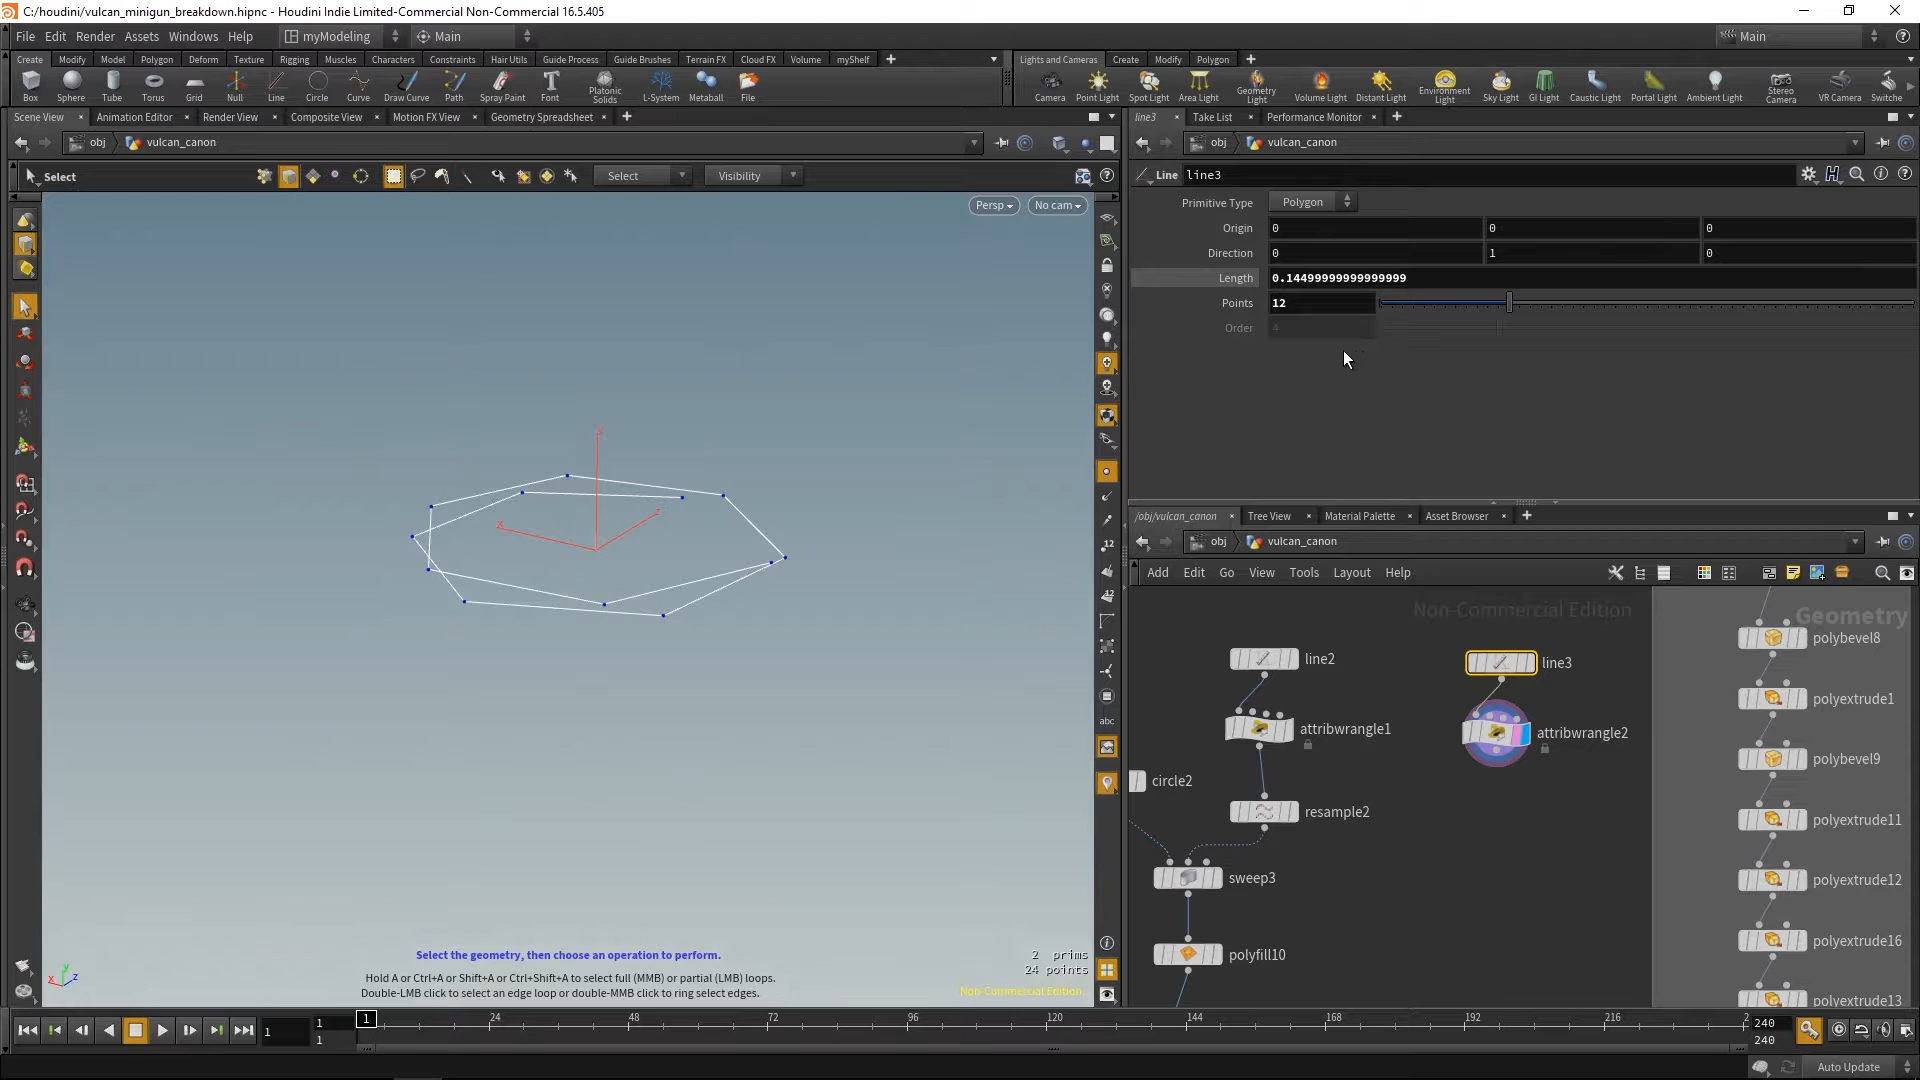 C:/houdini/vulcan_minigun_breakdown.hipnc - Houdini Indie Limited-Commercial Non-Commercial 16.5.405
File Edit Render Assets Windows Help myModeling Main Main
Create Modify Model Polygon Deform Texture Rigging Muscles Characters Constraints Hair Utils Guide Process Guide Brushes Terrain FX Cloud FX Volume myShelf
Lights and Cameras Create Modify Polygon
Box Sphere Tube Torus Grid Null Line Circle Curve Draw Curve Path Spray Paint Font Platonic Solids L-System Metaball File
Camera Point Light Spot Light Area Light Geometry Light Volume Light Distant Light Environment Light Sky Light GI Light Caustic Light Portal Light Ambient Light Stereo Camera VR Camera Switche
Scene View Animation Editor Render View Composite View Motion FX View Geometry Spreadsheet
line3 Take List Performance Monitor
obj vulcan_canon
obj vulcan_canon
Select Select Visibility
Line line3
Persp No cam
Primitive Type Polygon
Origin 0 0 0
Direction 0 1 0
Length 0.14499999999999999
Points 12
Order 4
/obj/vulcan_canon Tree View Material Palette Asset Browser
obj vulcan_canon
Add Edit Go View Tools Layout Help
Non-Commercial Edition
Geometry
polybevel8
line2
line3
polyextrude1
attribwrangle1
attribwrangle2
polybevel9
circle2
resample2
polyextrude11
sweep3
polyextrude12
polyextrude16
polyfill10
polyextrude13
12
12
abc
x
z
Select the geometry, then choose an operation to perform.
Hold A or Ctrl+A or Shift+A or Ctrl+Shift+A to select full (MMB) or partial (LMB) loops.
Double-LMB click to select an edge loop or double-MMB click to ring select edges.
2 prims
24 points
Non-Commercial Edition
x y z
1 1 1 1 24 48 72 96 120 144 168 192 216 2 240
240
Auto Update